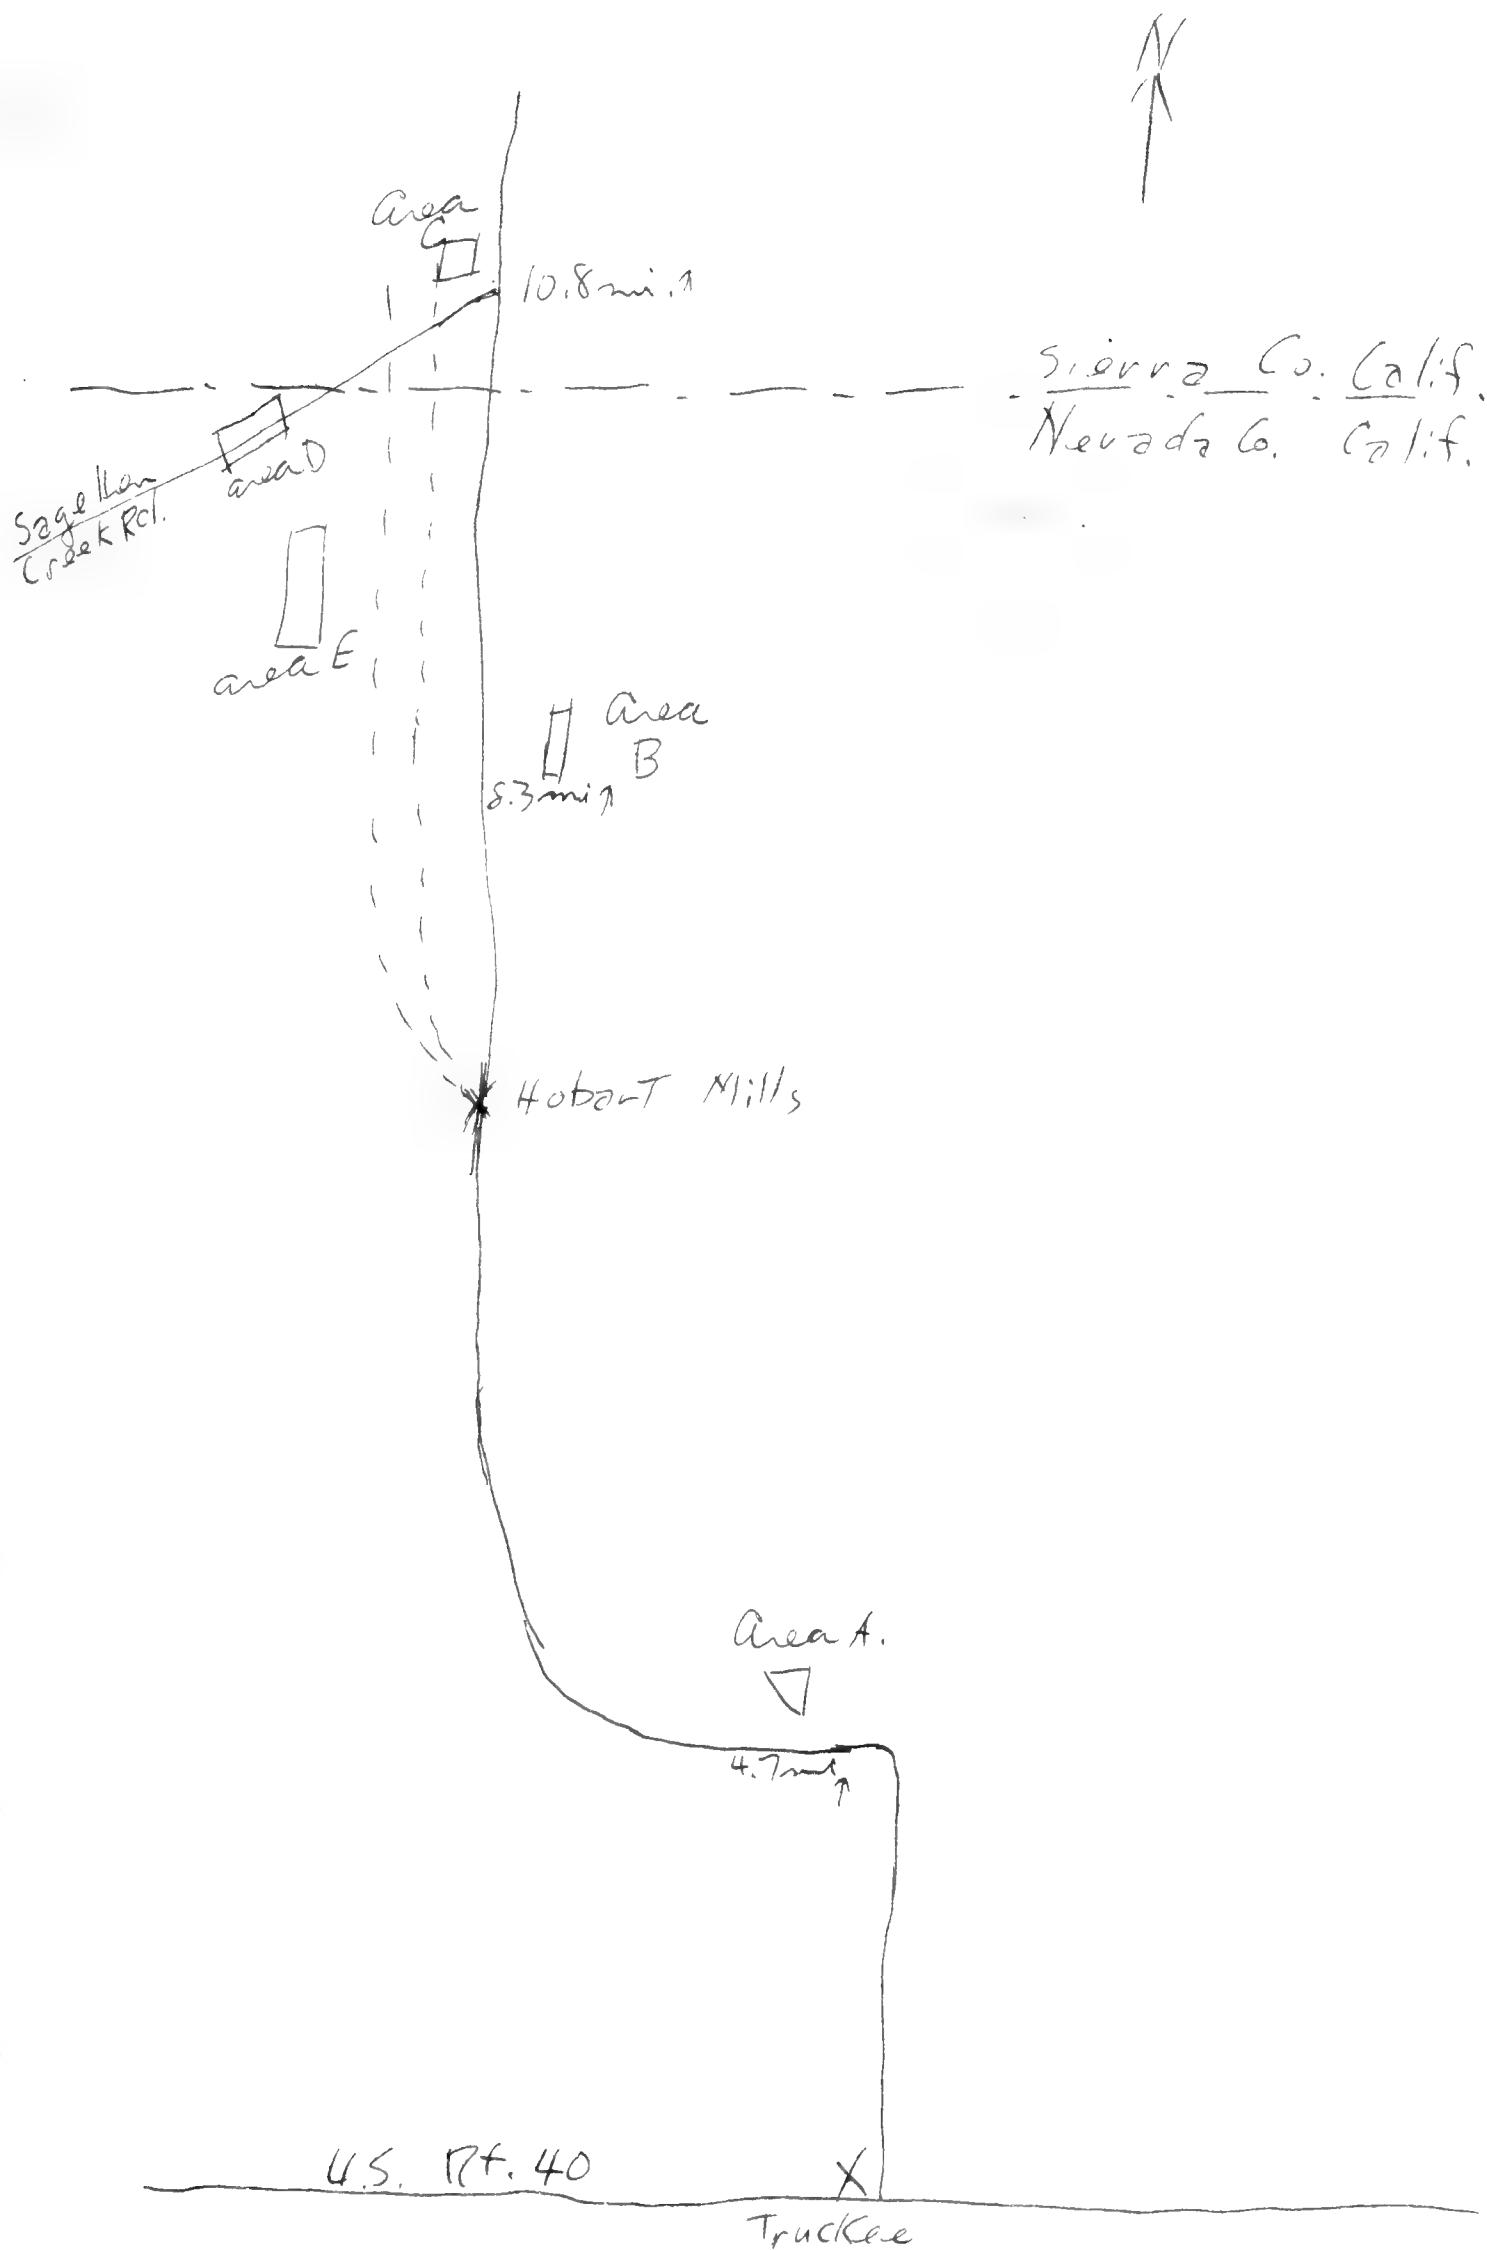 N
Area
C
10.8 mi.↑
Sierra Co. Calif.
Nevada Co. Calif.
area D
Sagehen
Creek Rd.
area E
Area
B
8.3 mi↑
Hobart Mills
Area A.
4.7 mi↑
U.S. Rt. 40
X
Truckee